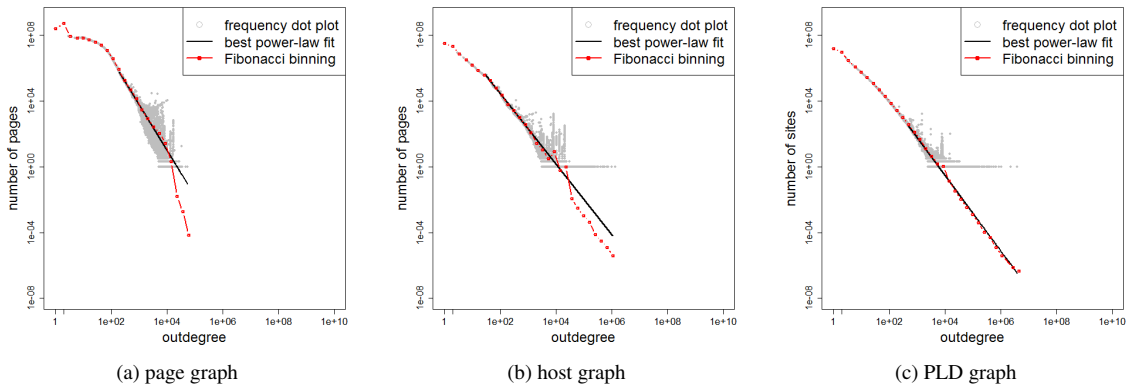 frequency dot plot
best power-law fit
Fibonacci binning
number of pages
1e+08
1e+04
1e+00
1e-04
1e-08
1 2 1e+02 1e+04 1e+06 1e+08 1e+10
outdegree
(a) page graph
frequency dot plot
best power-law fit
Fibonacci binning
number of pages
1e+08
1e+04
1e+00
1e-04
1e-08
1 2 1e+02 1e+04 1e+06 1e+08 1e+10
outdegree
(b) host graph
frequency dot plot
best power-law fit
Fibonacci binning
number of sites
1e+08
1e+04
1e+00
1e-04
1e-08
1 2 1e+02 1e+04 1e+06 1e+08 1e+10
outdegree
(c) PLD graph